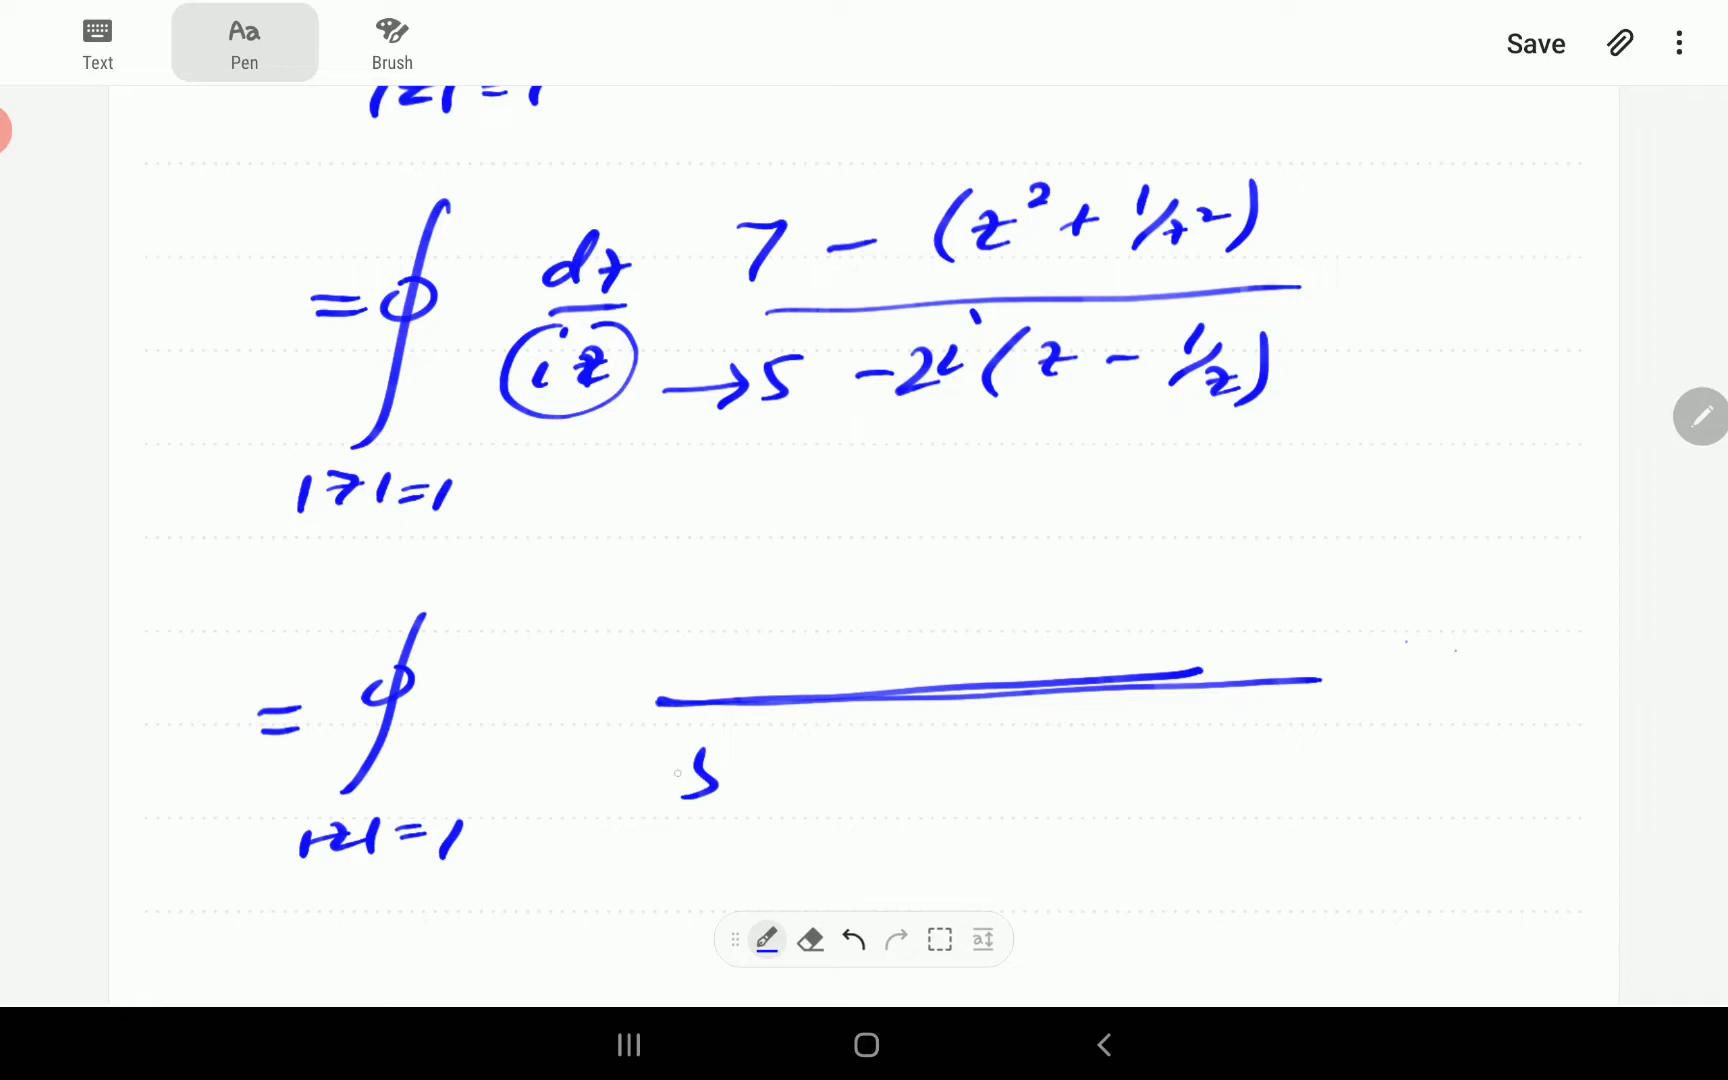 Text Pen Brush Save
|z| = 1
= ∮ dz/(iz) → (7 - (z² + 1/z²))/(5 - 2i(z - 1/z))
|z| = 1
= ∮ ――― / 5
|z| = 1